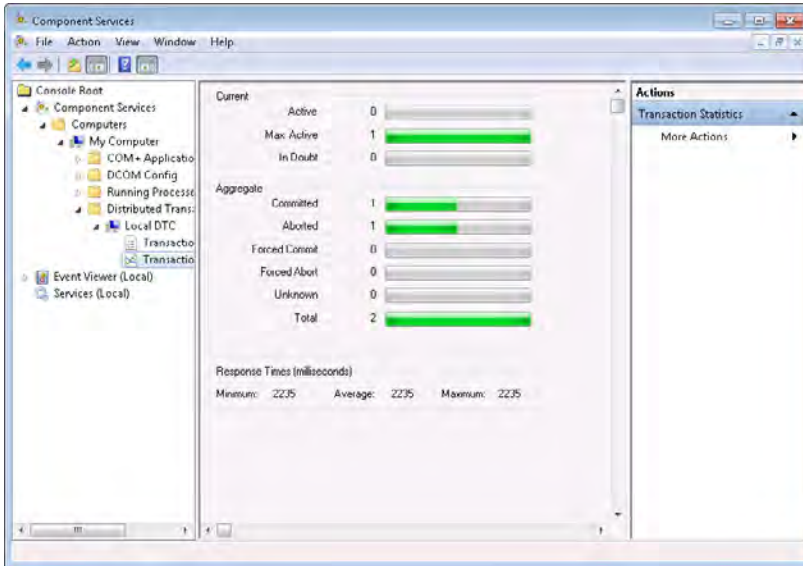 Component Services
File Action View Window Help
Console Root
Component Services
Computers
My Computer
COM+ Applicatio
DCOM Config
Running Processe
Distributed Trans
Local DTC
Transactio
Transactio
Event Viewer (Local)
Services (Local)
Current
Active 0
Max Active 1
In Doubt 0
Aggregate
Committed 1
Aborted 1
Forced Commit 0
Forced Abort 0
Unknown 0
Total 2
Response Times (milliseconds)
Minimum: 2235 Average: 2235 Maximum: 2235
Actions
Transaction Statistics
More Actions